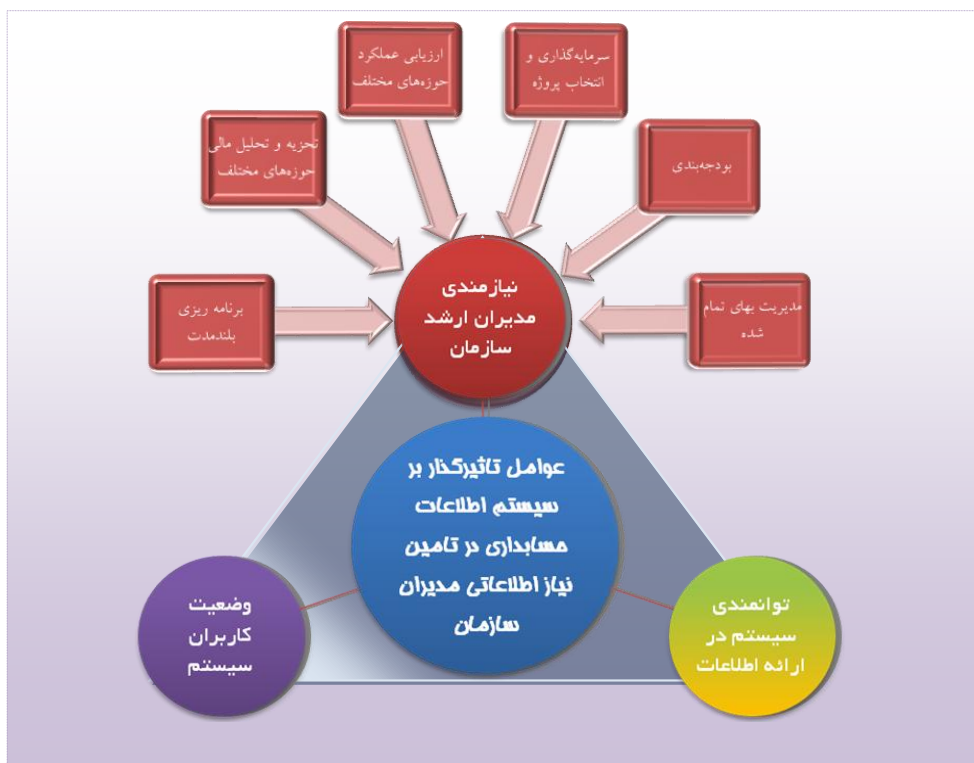 ارزیابی عملکرد
حوزه‌های مختلف
سرمایه‌گذاری و
انتخاب پروژه
تجزیه و تحلیل مالی
حوزه‌های مختلف
بودجه‌بندی
برنامه ریزی
بلندمدت
مدیریت بهای تمام
شده
نیازمندی
مدیران ارشد
سازمان
عوامل تاثیرگذار بر
سیستم اطلاعات
حسابداری در تامین
نیاز اطلاعاتی مدیران
سازمان
توانمندی
سیستم در
ارائه اطلاعات
وضعیت
کاربران
سیستم